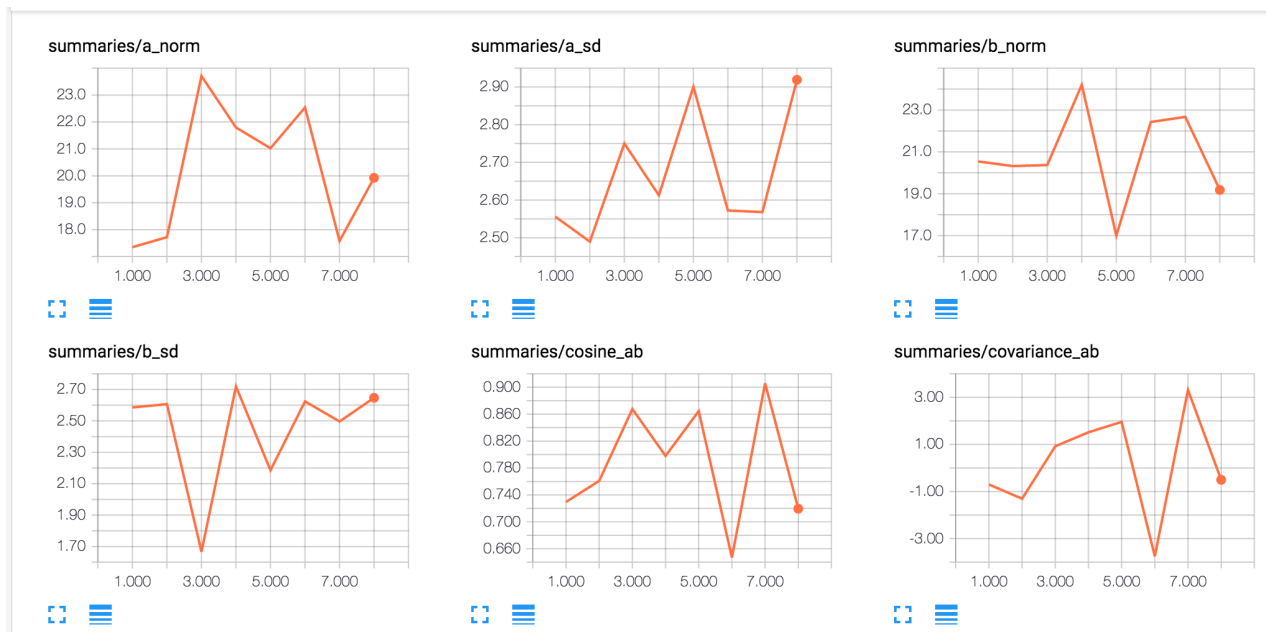 summaries/a_norm
23.0
22.0
21.0
20.0
19.0
18.0
1.000 3.000 5.000 7.000
summaries/a_sd
2.90
2.80
2.70
2.60
2.50
1.000 3.000 5.000 7.000
summaries/b_norm
23.0
21.0
19.0
17.0
1.000 3.000 5.000 7.000
summaries/b_sd
2.70
2.50
2.30
2.10
1.90
1.70
1.000 3.000 5.000 7.000
summaries/cosine_ab
0.900
0.860
0.820
0.780
0.740
0.700
0.660
1.000 3.000 5.000 7.000
summaries/covariance_ab
3.00
1.00
-1.00
-3.00
1.000 3.000 5.000 7.000